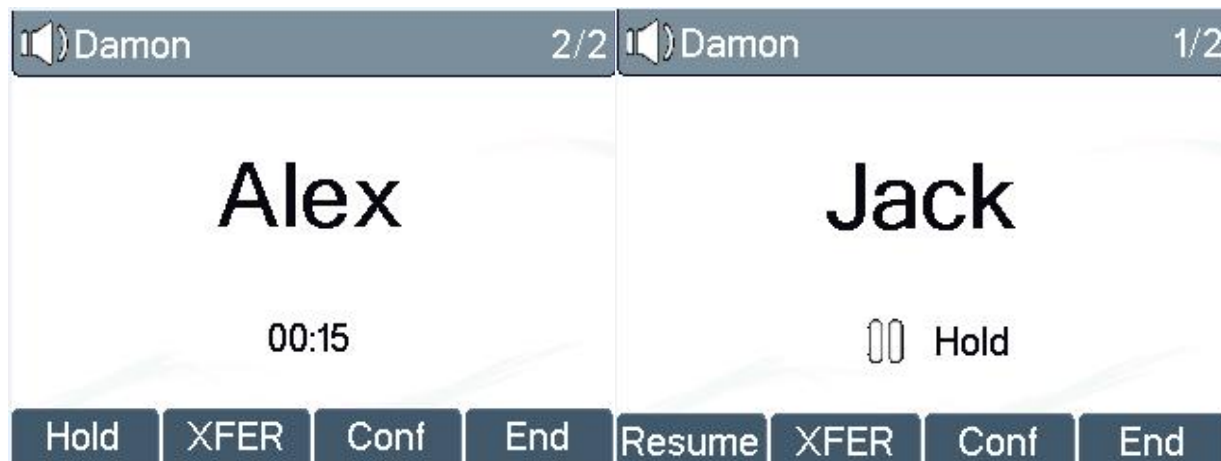 Damon 2/2
Alex
00:15
Hold XFER Conf End
Damon 1/2
Jack
Hold
Resume XFER Conf End